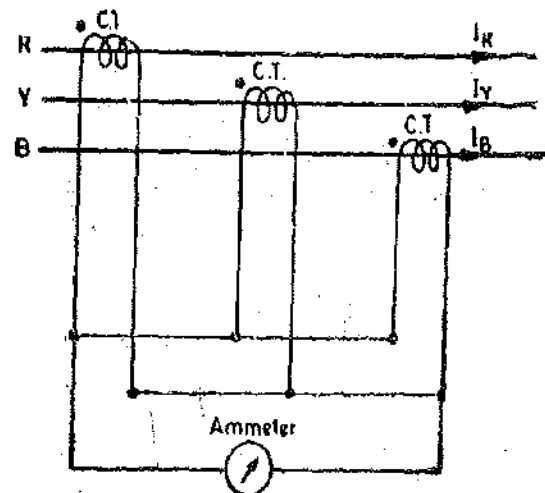 C.T
R I_R
C.T.
Y I_Y
C.T
B I_B
Ammeter